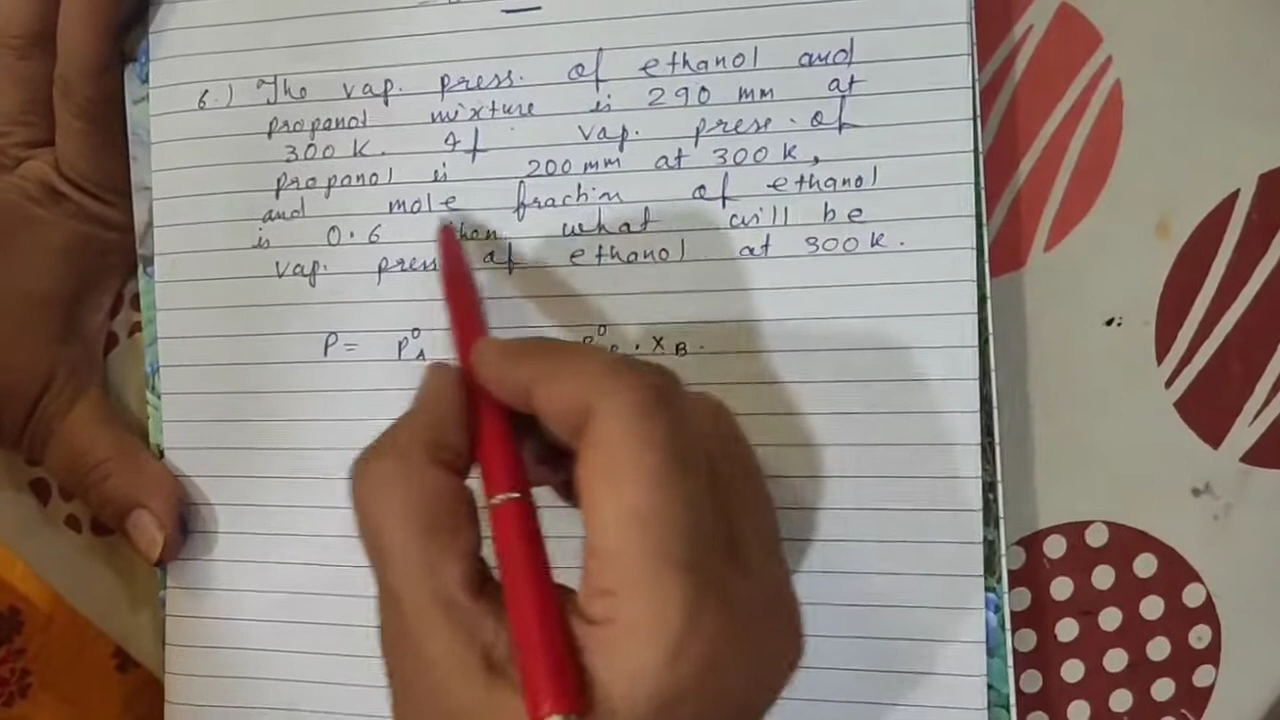 6.) The vap. press. of ethanol and
propanol mixture is 290 mm at
300 K. If vap. prese. of
propanol is 200 mm at 300 K,
and mole fraction of ethanol
is 0.6 then what will be
vap. press of ethanol at 300 K.
P = P°A P°B . XB.